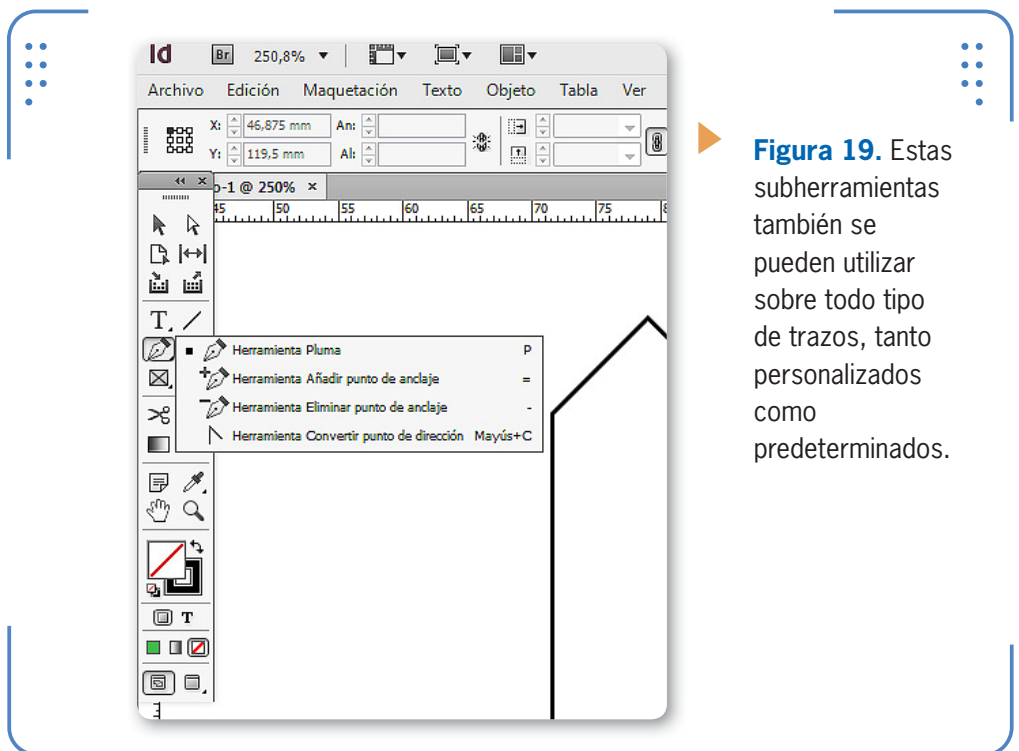 Id Br 250,8%
Archivo Edición Maquetación Texto Objeto Tabla Ver
X: 46,875 mm An:
Y: 119,5 mm Al:
o-1 @ 250% ×
45 50 55 60 65 70 75 8
T
Herramienta Pluma P
Herramienta Añadir punto de anclaje =
Herramienta Eliminar punto de anclaje -
Herramienta Convertir punto de dirección Mayús+C
T
Figura 19. Estas
subherramientas
también se
pueden utilizar
sobre todo tipo
de trazos, tanto
personalizados
como
predeterminados.